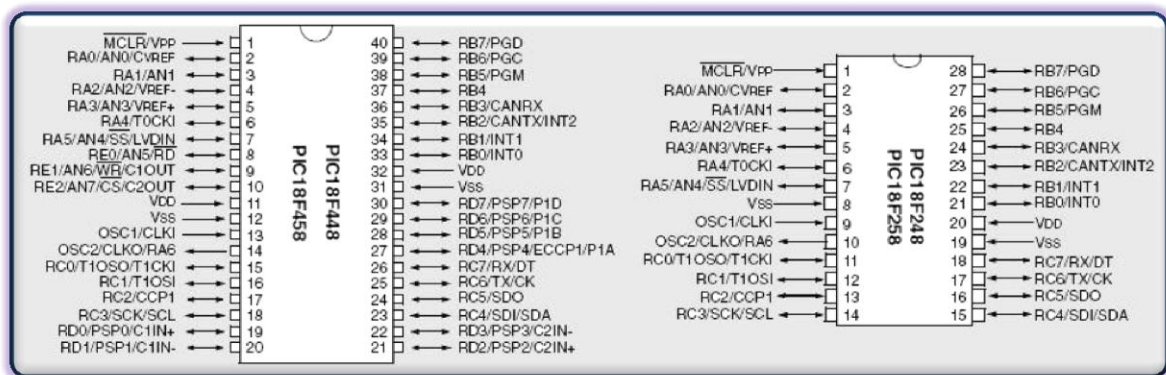 MCLR/VPP 1 40 RB7/PGD
RA0/AN0/CVREF 2 39 RB6/PGC
RA1/AN1 3 38 RB5/PGM
RA2/AN2/VREF- 4 37 RB4
RA3/AN3/VREF+ 5 36 RB3/CANRX
RA4/T0CKI 6 35 RB2/CANTX/INT2
RA5/AN4/SS/LVDIN 7 34 RB1/INT1
RE0/AN5/RD 8 33 RB0/INT0
RE1/AN6/WR/C1OUT 9 32 VDD
RE2/AN7/CS/C2OUT 10 31 VSS
VDD 11 30 RD7/PSP7/P1D
VSS 12 29 RD6/PSP6/P1C
OSC1/CLKI 13 28 RD5/PSP5/P1B
OSC2/CLKO/RA6 14 27 RD4/PSP4/ECCP1/P1A
RC0/T1OSO/T1CKI 15 26 RC7/RX/DT
RC1/T1OSI 16 25 RC6/TX/CK
RC2/CCP1 17 24 RC5/SDO
RC3/SCK/SCL 18 23 RC4/SDI/SDA
RD0/PSP0/C1IN+ 19 22 RD3/PSP3/C2IN-
RD1/PSP1/C1IN- 20 21 RD2/PSP2/C2IN+
PIC18F448
PIC18F458
MCLR/VPP 1 28 RB7/PGD
RA0/AN0/CVREF 2 27 RB6/PGC
RA1/AN1 3 26 RB5/PGM
RA2/AN2/VREF- 4 25 RB4
RA3/AN3/VREF+ 5 24 RB3/CANRX
RA4/T0CKI 6 23 RB2/CANTX/INT2
RA5/AN4/SS/LVDIN 7 22 RB1/INT1
VSS 8 21 RB0/INT0
OSC1/CLKI 9 20 VDD
OSC2/CLKO/RA6 10 19 VSS
RC0/T1OSO/T1CKI 11 18 RC7/RX/DT
RC1/T1OSI 12 17 RC6/TX/CK
RC2/CCP1 13 16 RC5/SDO
RC3/SCK/SCL 14 15 RC4/SDI/SDA
PIC18F248
PIC18F258